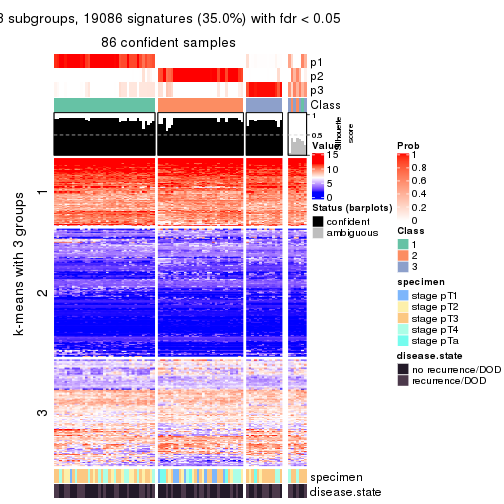 3 subgroups, 19086 signatures (35.0%) with fdr < 0.05
86 confident samples
p1
p2
p3
Class
1
0.5
Silhouette
score
k-means with 3 groups
1
2
3
Value
15
10
5
0
Status (barplots)
confident
ambiguous
Prob
1
0.8
0.6
0.4
0.2
0
Class
1
2
3
specimen
stage pT1
stage pT2
stage pT3
stage pT4
stage pTa
disease.state
no recurrence/DOD
recurrence/DOD
specimen
disease.state